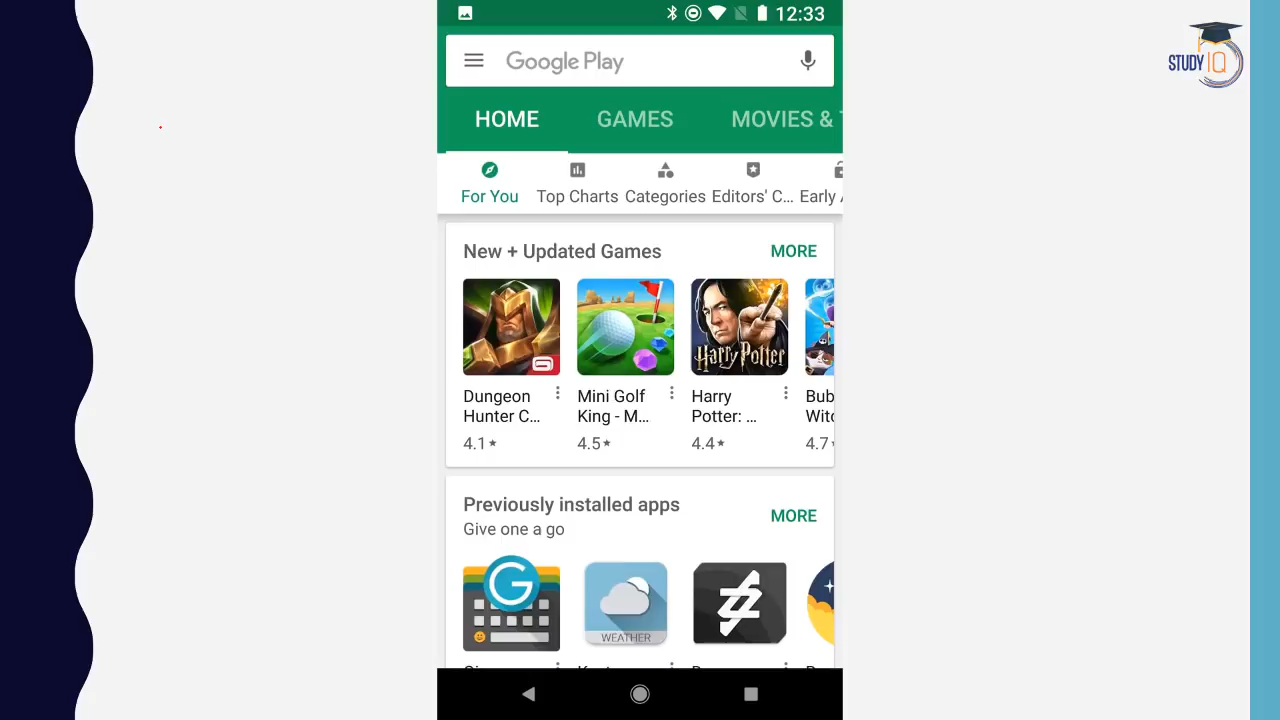 12:33
STUDY IQ
Google Play
HOME GAMES MOVIES &
For You Top Charts Categories Editors' C... Early
New + Updated Games MORE
Harry Potter
Dungeon Hunter C...
Mini Golf King - M...
Harry Potter: ...
Bub
4.1★ 4.5★ 4.4★ 4.7
Previously installed apps
MORE
Give one a go
G
WEATHER